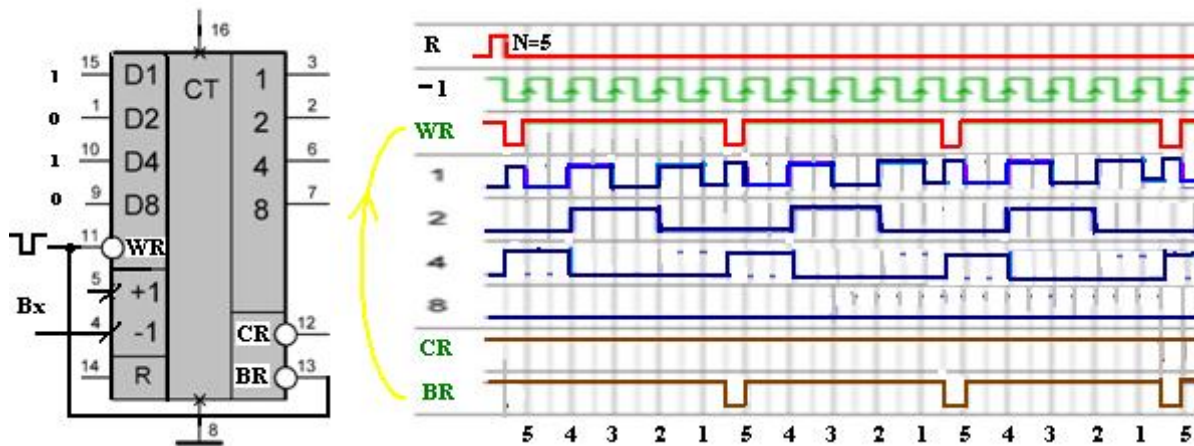 16
1 15 D1 CT 1 3
0 1 D2 2 2
1 10 D4 4 6
0 9 D8 8 7
11 WR
Bx 5 +1
4 -1 CR 12
14 R BR 13
8
R N=5
−1
WR
1
2
4
8
CR
BR
5 4 3 2 1 5 4 3 2 1 5 4 3 2 1 5